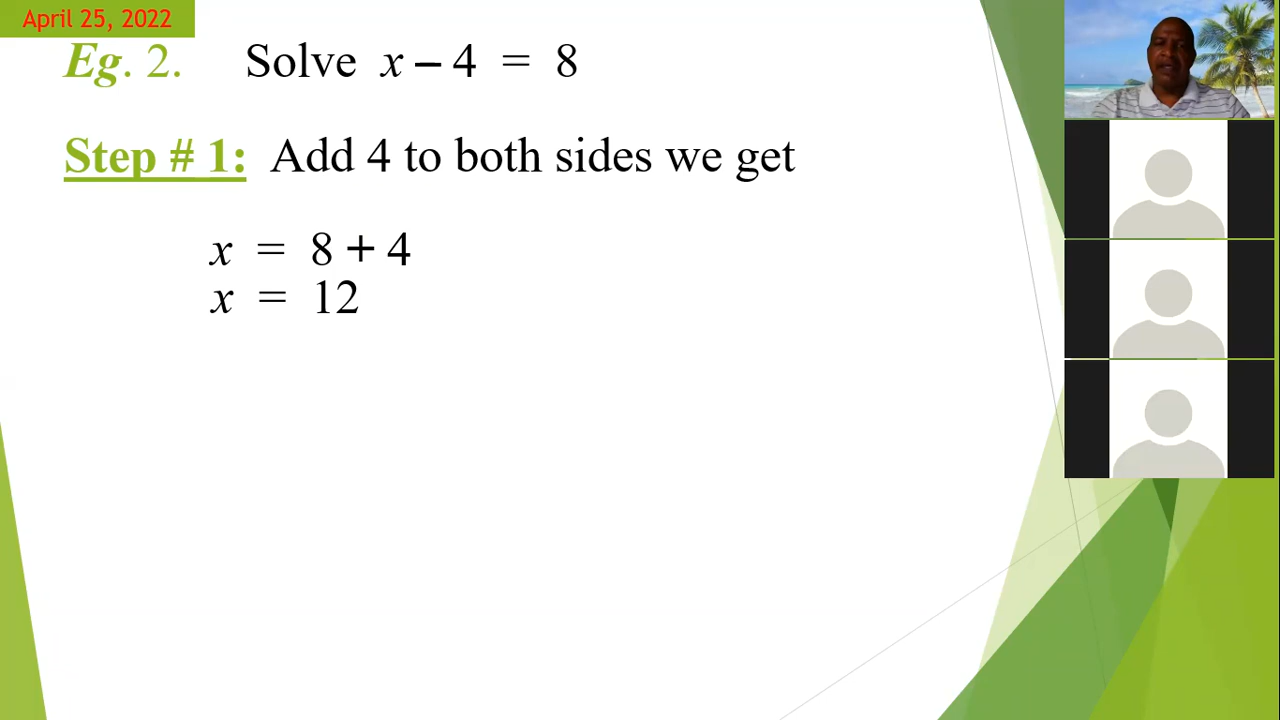 April 25, 2022
Eg. 2. Solve x – 4 = 8
Step # 1: Add 4 to both sides we get
x = 8 + 4
x = 12